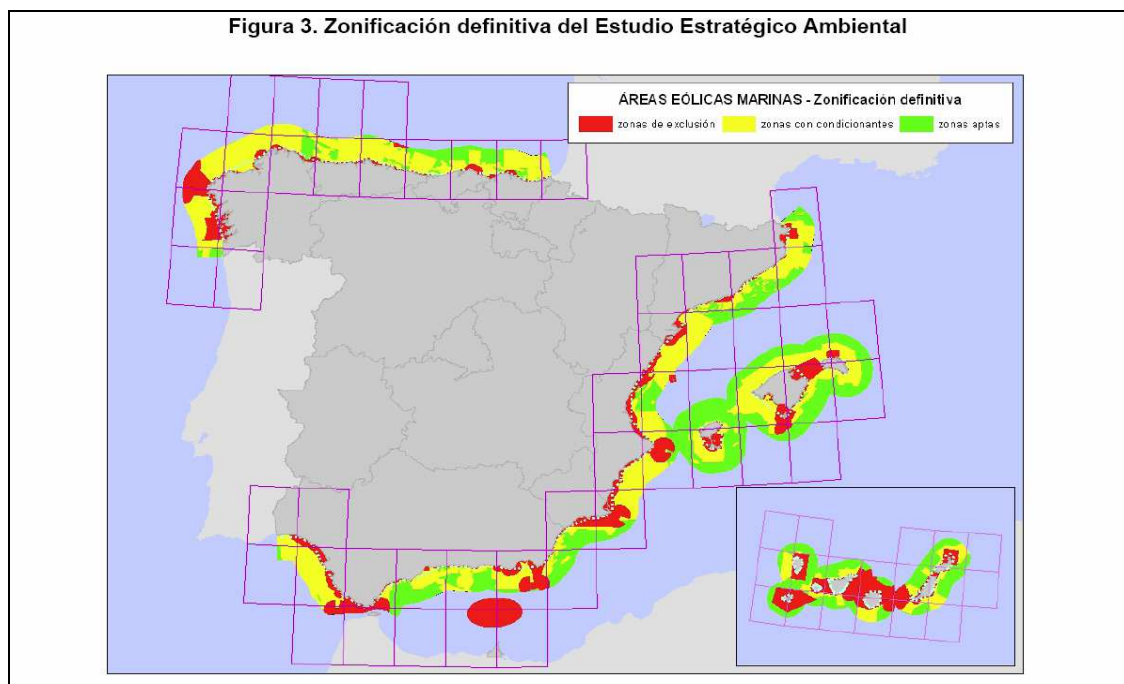 Figura 3. Zonificación definitiva del Estudio Estratégico Ambiental
ÁREAS EÓLICAS MARINAS - Zonificación definitiva
zonas de exclusión zonas con condicionantes zonas aptas